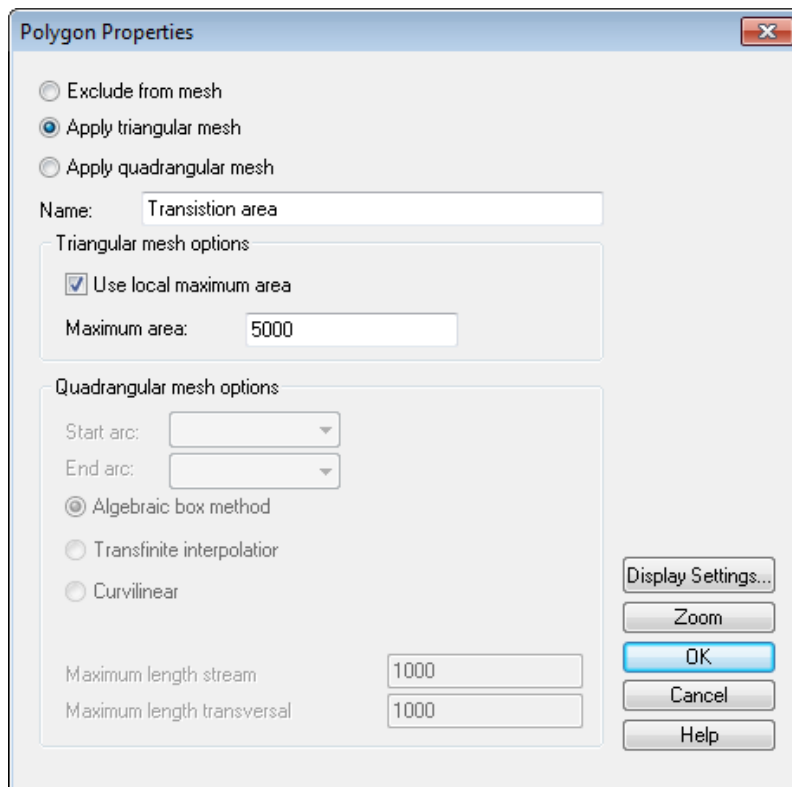 Polygon Properties
Exclude from mesh
Apply triangular mesh
Apply quadrangular mesh
Name: Transistion area
Triangular mesh options
Use local maximum area
Maximum area: 5000
Quadrangular mesh options
Start arc:
End arc:
Algebraic box method
Transfinite interpolatior
Curvilinear
Maximum length stream 1000
Maximum length transversal 1000
Display Settings...
Zoom
OK
Cancel
Help